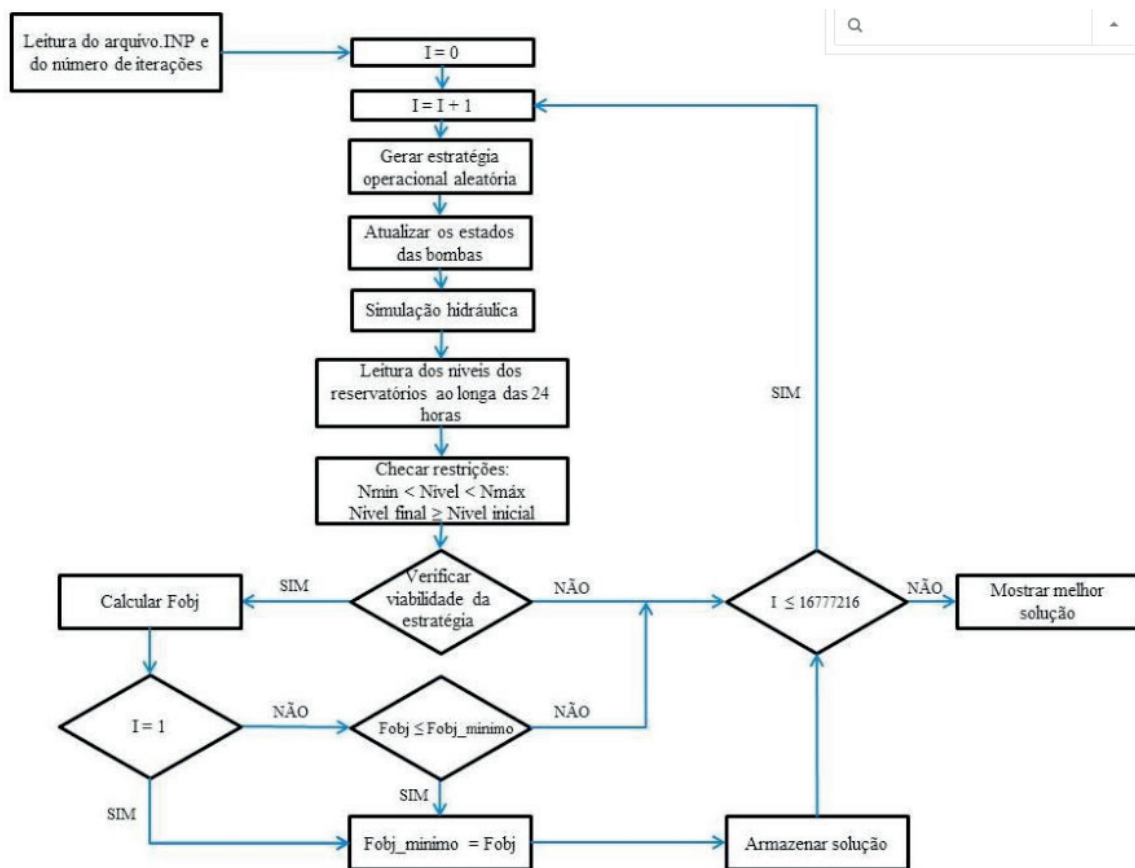 Leitura do arquivo.INP e
do número de iterações
I = 0
I = I + 1
Gerar estratégia
operacional aleatória
Atualizar os estados
das bombas
Simulação hidráulica
Leitura dos níveis dos
reservatórios ao longa das 24
horas
SIM
Checar restrições:
Nmin < Nivel < Nmáx
Nivel final ≥ Nivel inicial
Verificar
viabilidade da
estratégia
SIM
NÃO
Calcular Fobj
I ≤ 16777216
NÃO
Mostrar melhor
solução
I = 1
NÃO
Fobj ≤ Fobj_minimo
NÃO
SIM
SIM
Fobj_minimo = Fobj
Armazenar solução